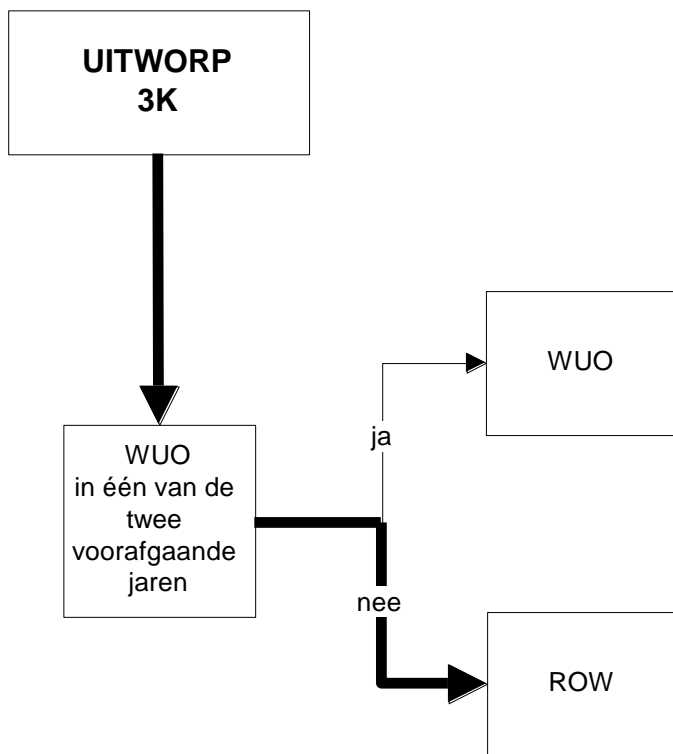 UITWORP
3K
WUO
ja
WUO
in één van de
twee
voorafgaande
jaren
nee
ROW